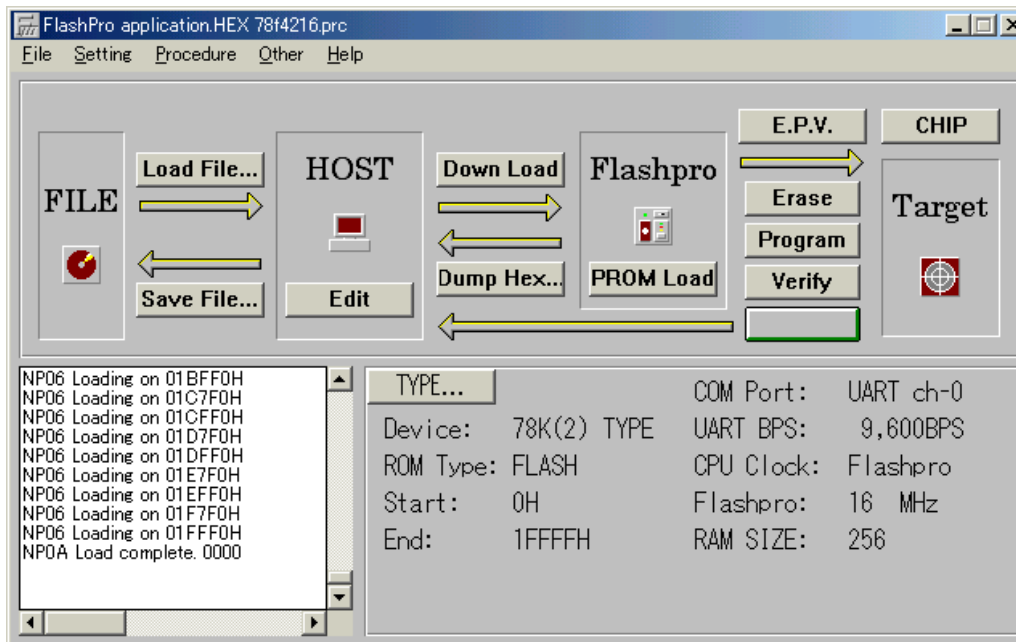 FlashPro application.HEX 78f4216.prc
File Setting Procedure Other Help
E.P.V. CHIP
Load File... HOST Down Load Flashpro
FILE Erase Target
Program
Save File... Edit Dump Hex... PROM Load Verify
NP06 Loading on 01BFF0H
NP06 Loading on 01C7F0H
NP06 Loading on 01CFF0H
NP06 Loading on 01D7F0H
NP06 Loading on 01DFF0H
NP06 Loading on 01E7F0H
NP06 Loading on 01EFF0H
NP06 Loading on 01F7F0H
NP06 Loading on 01FFF0H
NP0A Load complete. 0000
TYPE... COM Port: UART ch-0
Device: 78K(2) TYPE UART BPS: 9,600BPS
ROM Type: FLASH CPU Clock: Flashpro
Start: 0H Flashpro: 16 MHz
End: 1FFFFH RAM SIZE: 256